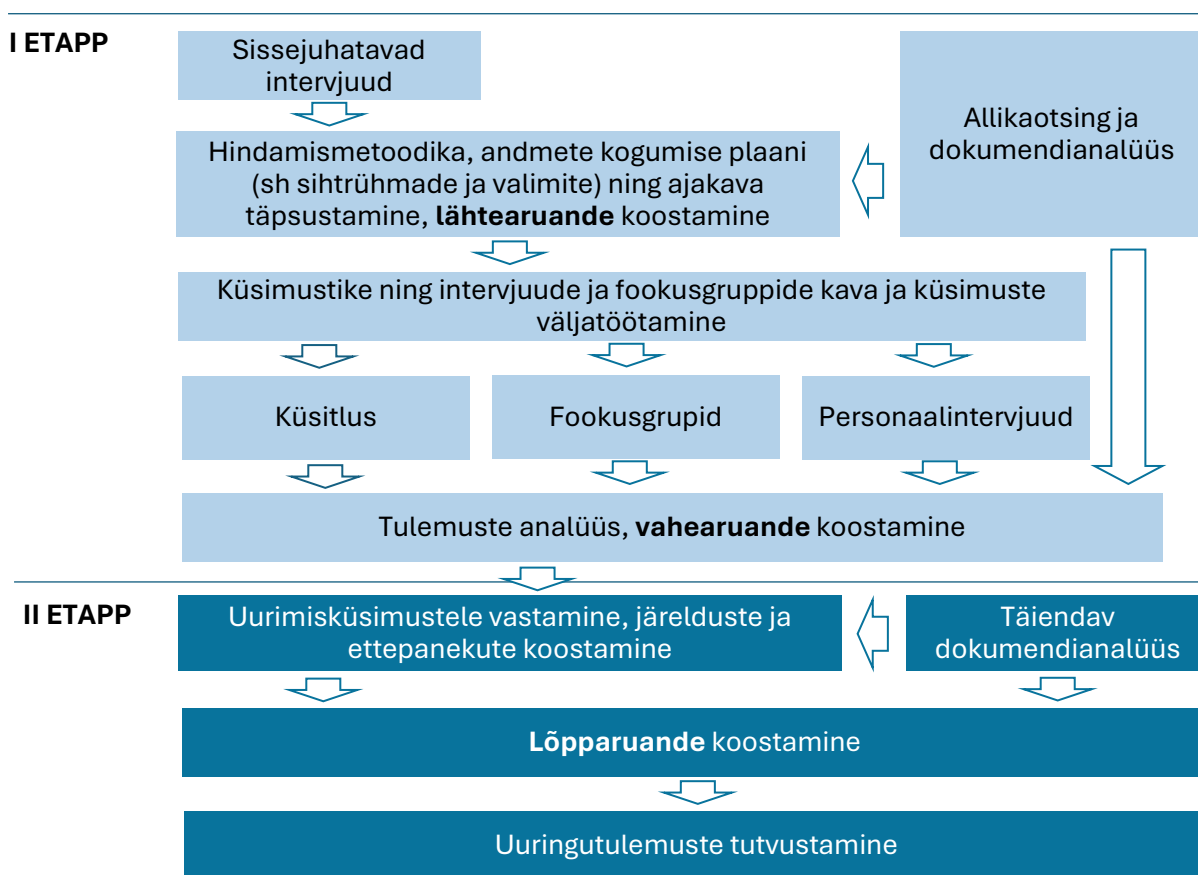 I ETAPP
Sissejuhatavad
intervjuud
Allikaotsing ja
dokumendianalüüs
Hindamismetoodika, andmete kogumise plaani
(sh sihtrühmade ja valimite) ning ajakava
täpsustamine, lähtearuande koostamine
Küsimustike ning intervjuude ja fookusgruppide kava ja küsimuste
väljatöötamine
Küsitlus
Fookusgrupid
Personaalintervjuud
Tulemuste analüüs, vahearuande koostamine
II ETAPP
Uurimisküsimustele vastamine, järelduste ja
ettepanekute koostamine
Täiendav
dokumendianalüüs
Lõpparuande koostamine
Uuringutulemuste tutvustamine